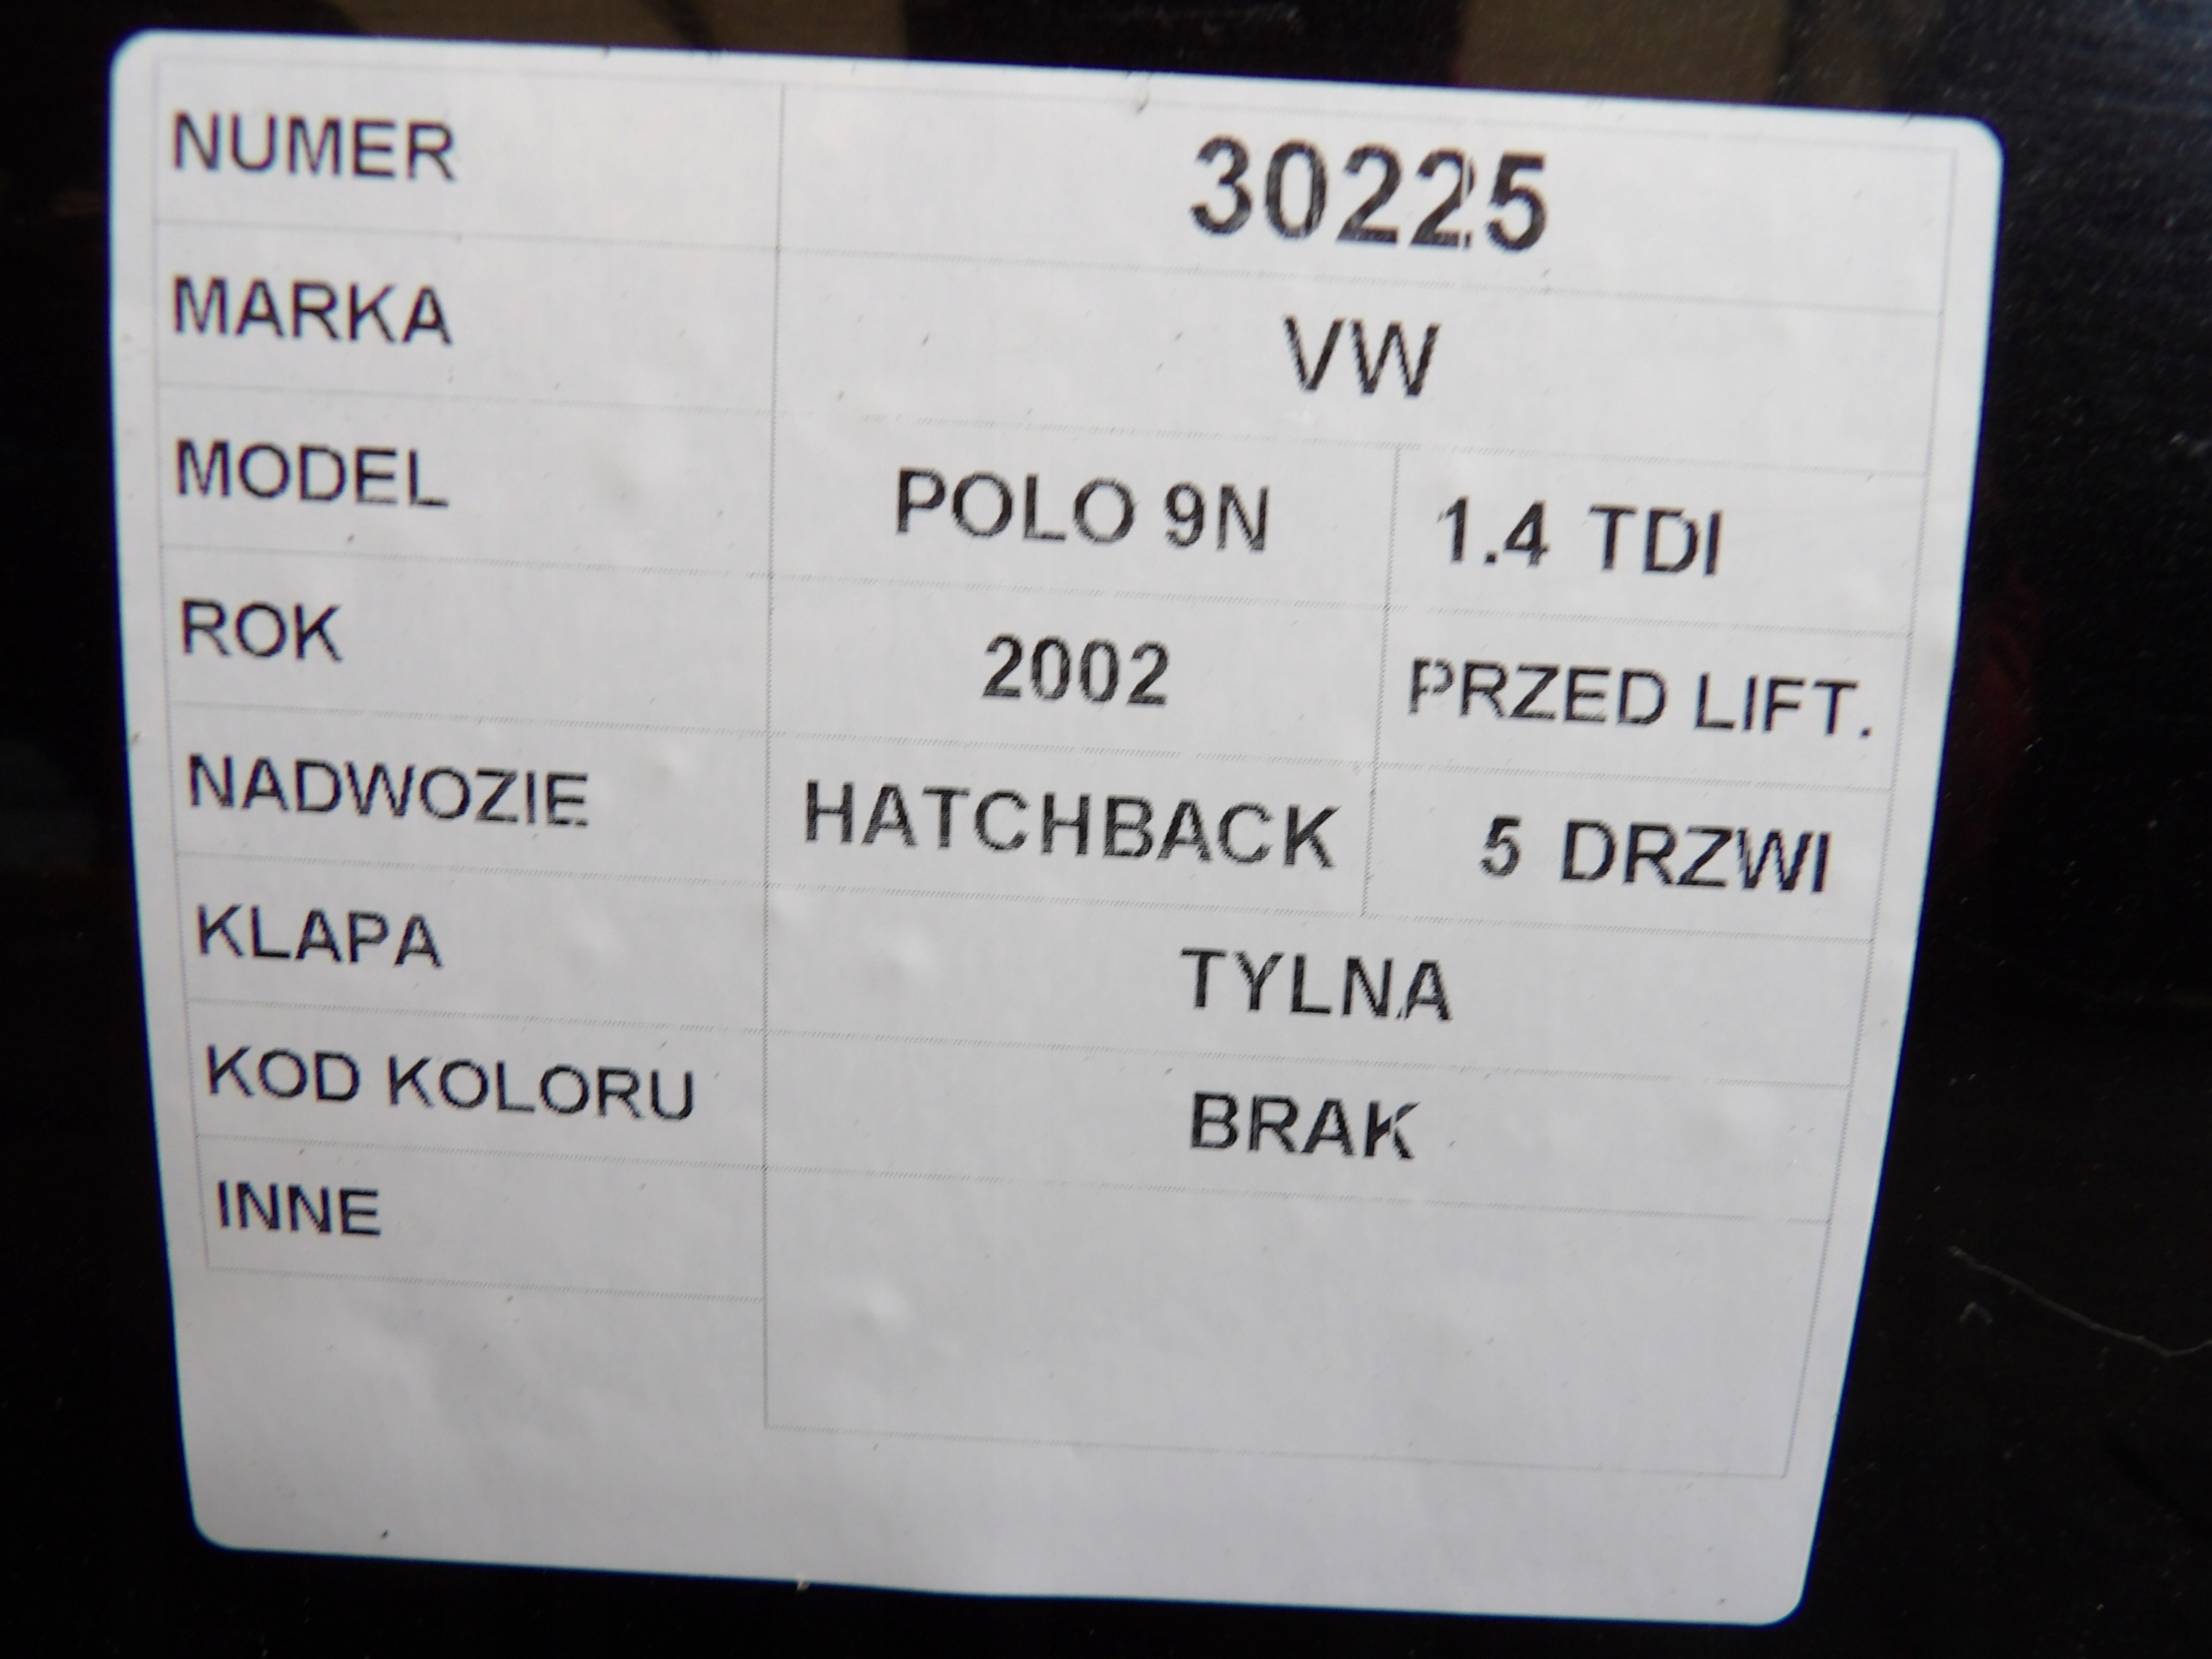 NUMER 30225
MARKA VW
MODEL POLO 9N 1.4 TDI
ROK 2002 PRZED LIFT.
NADWOZIE HATCHBACK 5 DRZWI
KLAPA TYLNA
KOD KOLORU BRAK
INNE